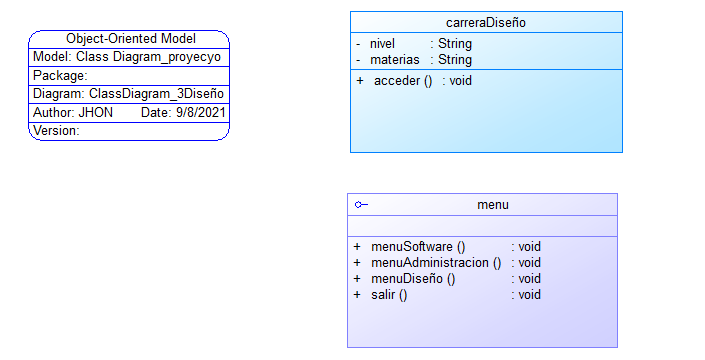 Object-Oriented Model
Model: Class Diagram_proyecyo
Package:
Diagram: ClassDiagram_3Diseño
Author: JHON Date: 9/8/2021
Version:
carreraDiseño
- nivel : String
- materias : String
+ acceder () : void
menu
+ menuSoftware () : void
+ menuAdministracion () : void
+ menuDiseño () : void
+ salir () : void